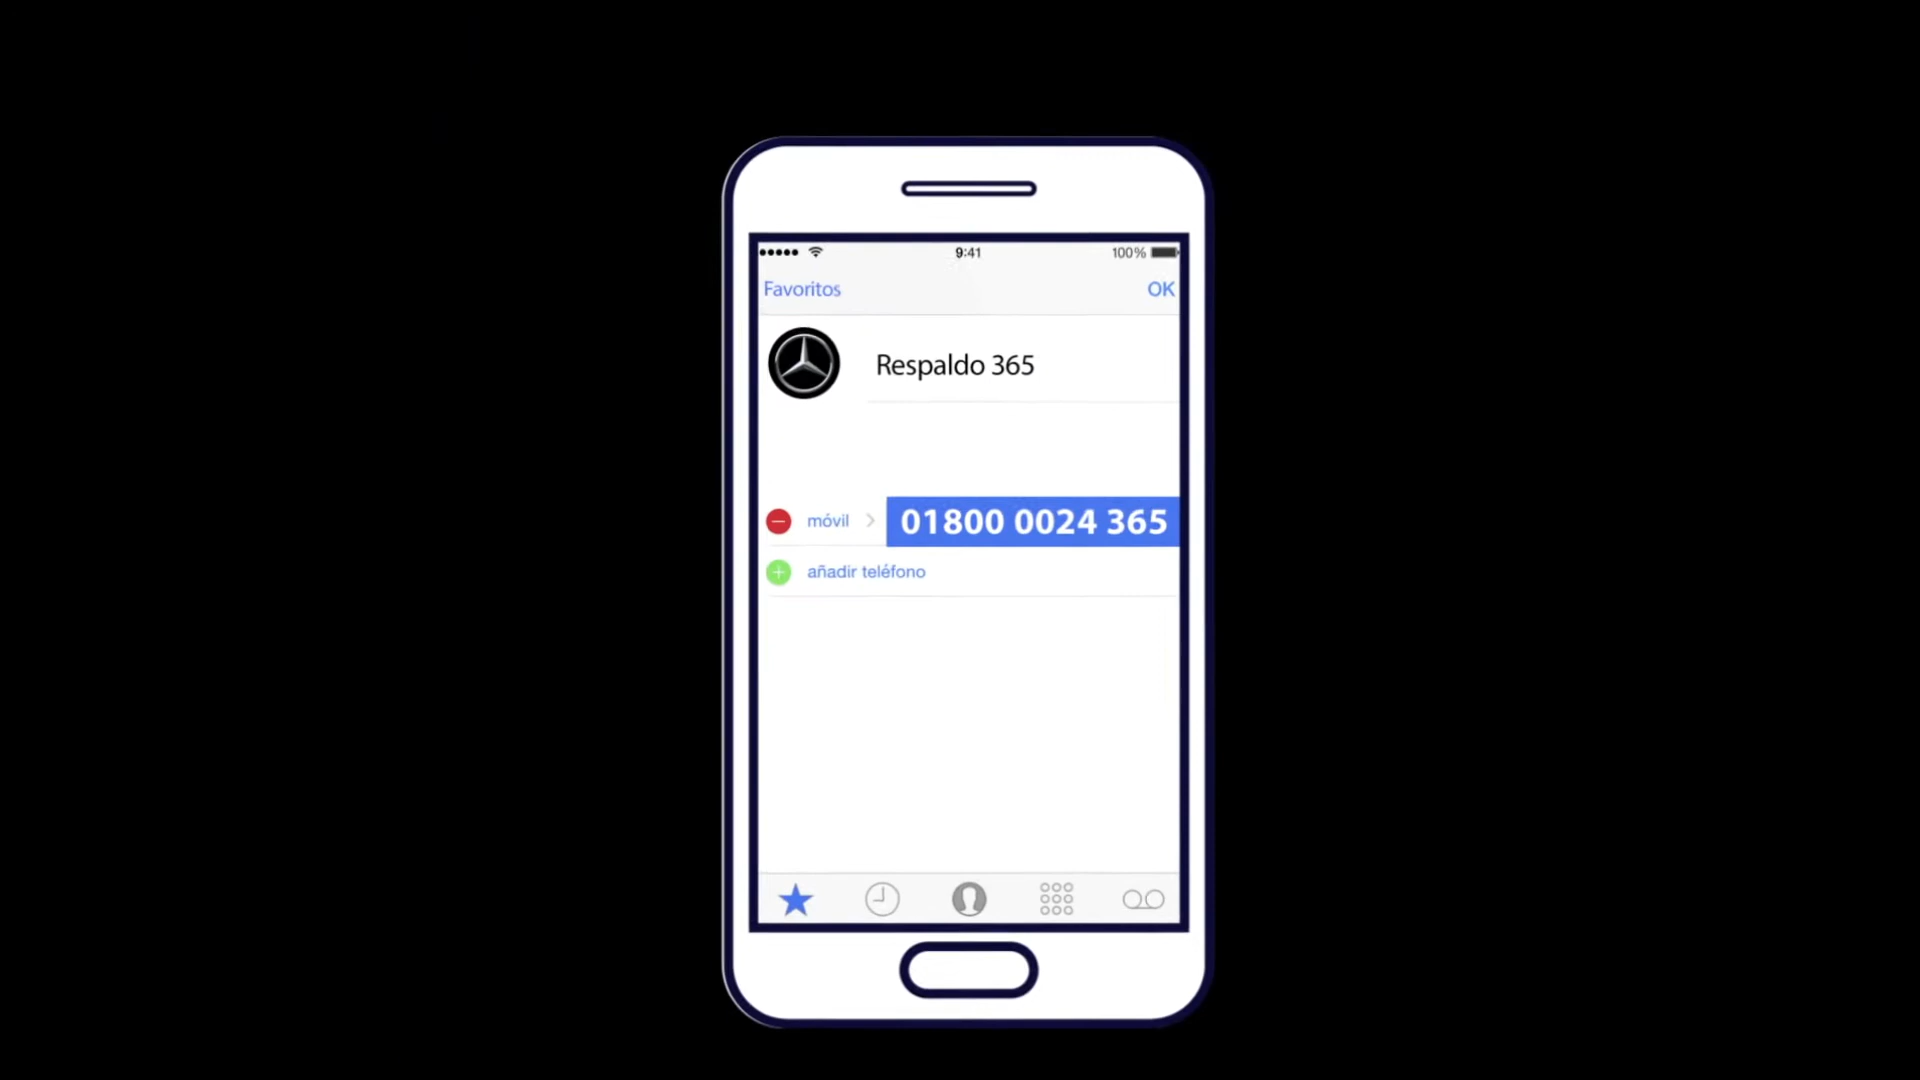 9:41
100%
Favoritos
OK
Respaldo 365
móvil
01800 0024 365
añadir teléfono